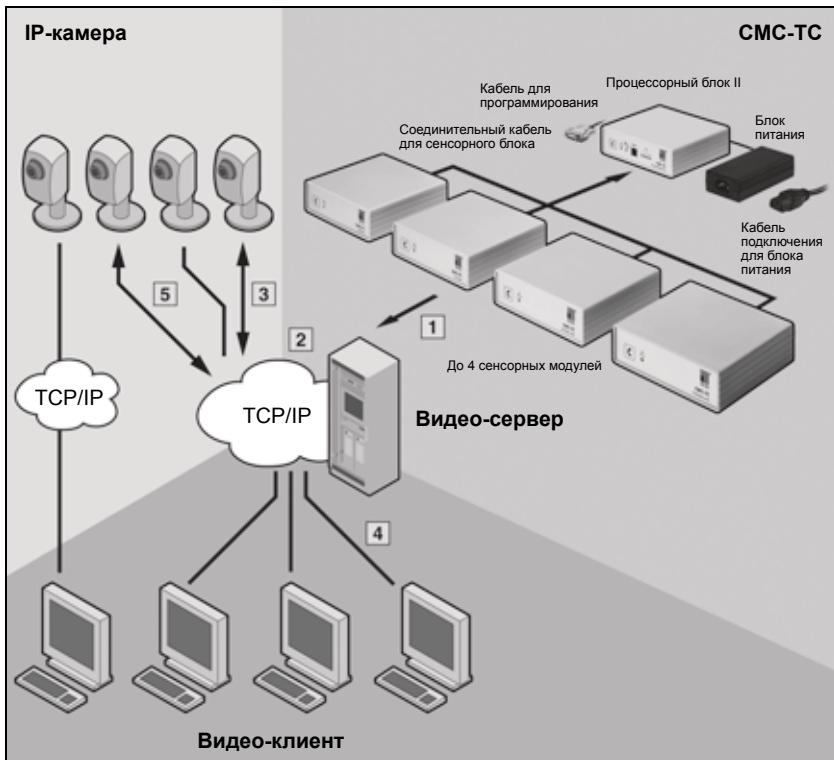 IP-камера
CMC-TC
Процессорный блок II
Кабель для
программирования
Соединительный кабель
для сенсорного блока
Блок
питания
Кабель
подключения
для блока
питания
5
3
2
1
До 4 сенсорных модулей
TCP/IP
TCP/IP
Видео-сервер
4
Видео-клиент